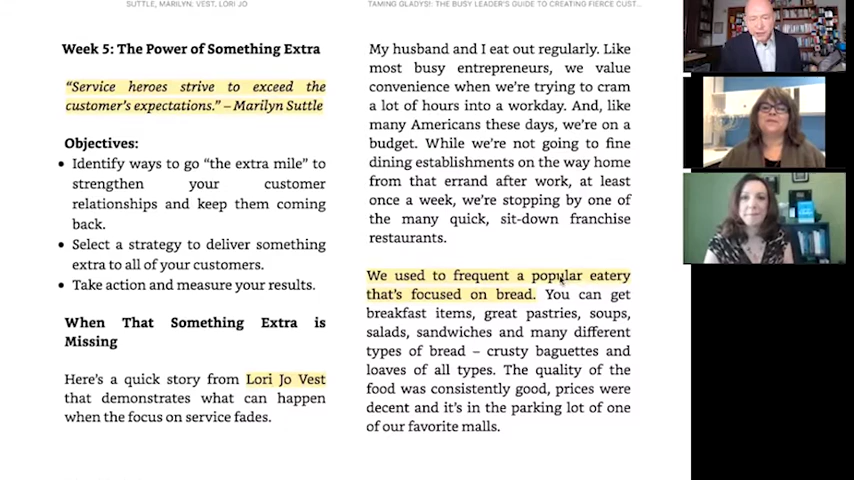 SUTTLE, MARILYN: VEST, LORI JO
Week 5: The Power of Something Extra
“Service heroes strive to exceed the
customer’s expectations.” – Marilyn Suttle
Objectives:
• Identify ways to go “the extra mile” to
strengthen your customer
relationships and keep them coming
back.
• Select a strategy to deliver something
extra to all of your customers.
• Take action and measure your results.
When That Something Extra is
Missing
Here’s a quick story from Lori Jo Vest
that demonstrates what can happen
when the focus on service fades.
TAMING GLADYS!: THE BUSY LEADER’S GUIDE TO CREATING FIERCE CUST...
My husband and I eat out regularly. Like
most busy entrepreneurs, we value
convenience when we’re trying to cram
a lot of hours into a workday. And, like
many Americans these days, we’re on a
budget. While we’re not going to fine
dining establishments on the way home
from that errand after work, at least
once a week, we’re stopping by one of
the many quick, sit-down franchise
restaurants.
We used to frequent a popular eatery
that’s focused on bread. You can get
breakfast items, great pastries, soups,
salads, sandwiches and many different
types of bread – crusty baguettes and
loaves of all types. The quality of the
food was consistently good, prices were
decent and it’s in the parking lot of one
of our favorite malls.